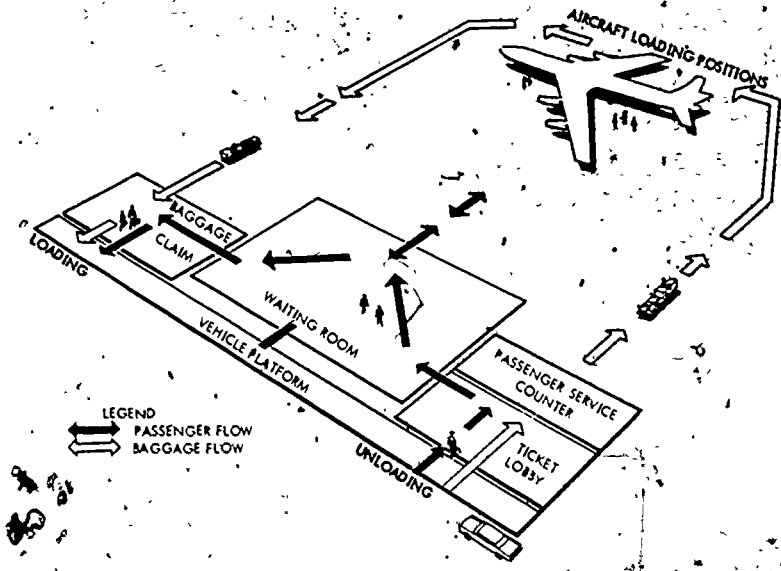 AIRCRAFT LOADING POSITIONS
BAGGAGE
CLAIM
LOADING
WAITING ROOM
VEHICLE PLATFORM
PASSENGER SERVICE
COUNTER
LEGEND
PASSENGER FLOW
BAGGAGE FLOW
TICKET
LOBBY
UNLOADING